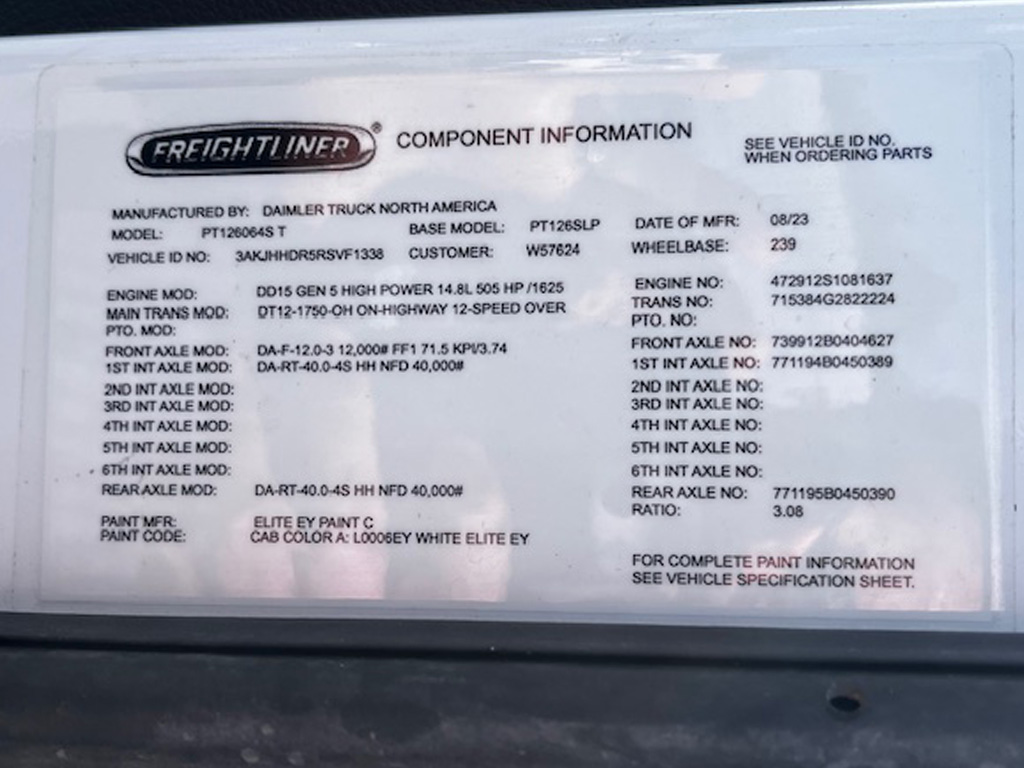 FREIGHTLINER® COMPONENT INFORMATION SEE VEHICLE ID NO.
WHEN ORDERING PARTS
MANUFACTURED BY: DAIMLER TRUCK NORTH AMERICA
MODEL: PT126064S T BASE MODEL: PT126SLP DATE OF MFR: 08/23
VEHICLE ID NO: 3AKJHHDR5RSVF1338 CUSTOMER: W57624 WHEELBASE: 239
ENGINE MOD: DD15 GEN 5 HIGH POWER 14.8L 505 HP /1625 ENGINE NO: 472912S1081637
MAIN TRANS MOD: DT12-1750-OH ON-HIGHWAY 12-SPEED OVER TRANS NO: 715384G2822224
PTO. MOD: PTO. NO:
FRONT AXLE MOD: DA-F-12.0-3 12,000# FF1 71.5 KPI/3.74 FRONT AXLE NO: 739912B0404627
1ST INT AXLE MOD: DA-RT-40.0-4S HH NFD 40,000# 1ST INT AXLE NO: 771194B0450389
2ND INT AXLE MOD: 2ND INT AXLE NO:
3RD INT AXLE MOD: 3RD INT AXLE NO:
4TH INT AXLE MOD: 4TH INT AXLE NO:
5TH INT AXLE MOD: 5TH INT AXLE NO:
6TH INT AXLE MOD: 6TH INT AXLE NO:
REAR AXLE MOD: DA-RT-40.0-4S HH NFD 40,000# REAR AXLE NO: 771195B0450390
RATIO: 3.08
PAINT MFR: ELITE EY PAINT C
PAINT CODE: CAB COLOR A: L0006EY WHITE ELITE EY
FOR COMPLETE PAINT INFORMATION
SEE VEHICLE SPECIFICATION SHEET.